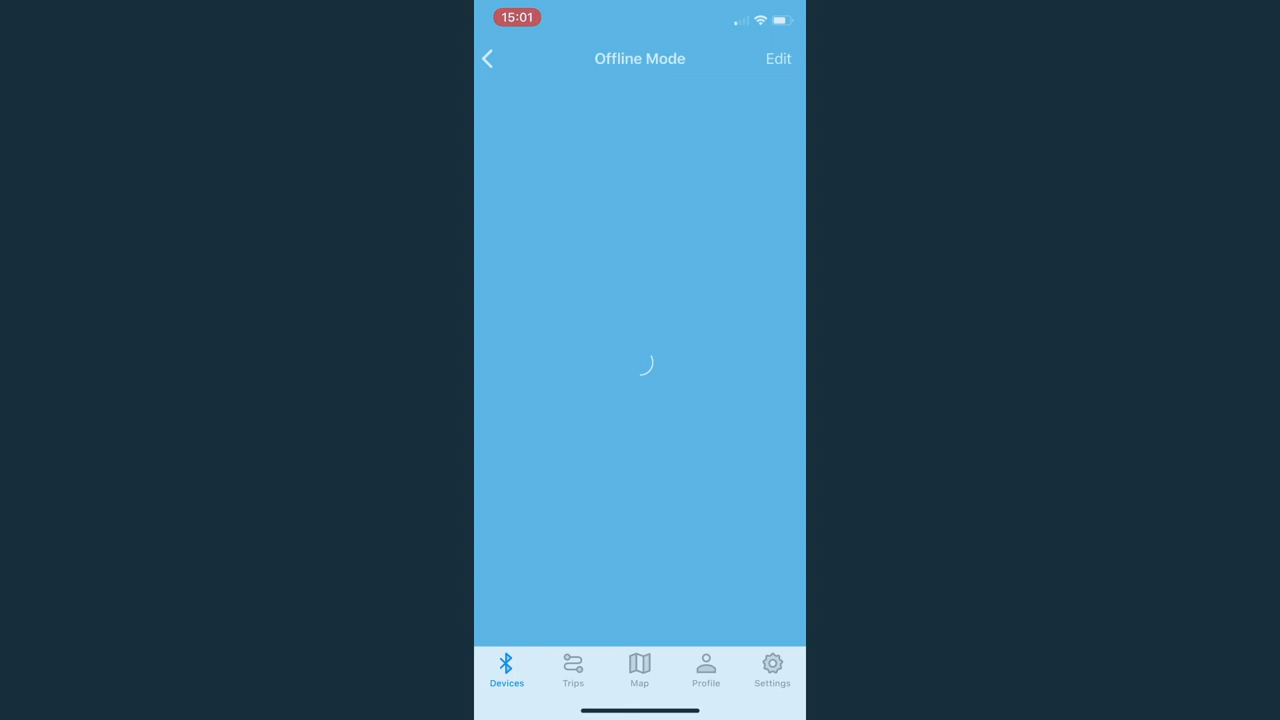 15:01
Offline Mode
Edit
Devices
Trips
Map
Profile
Settings